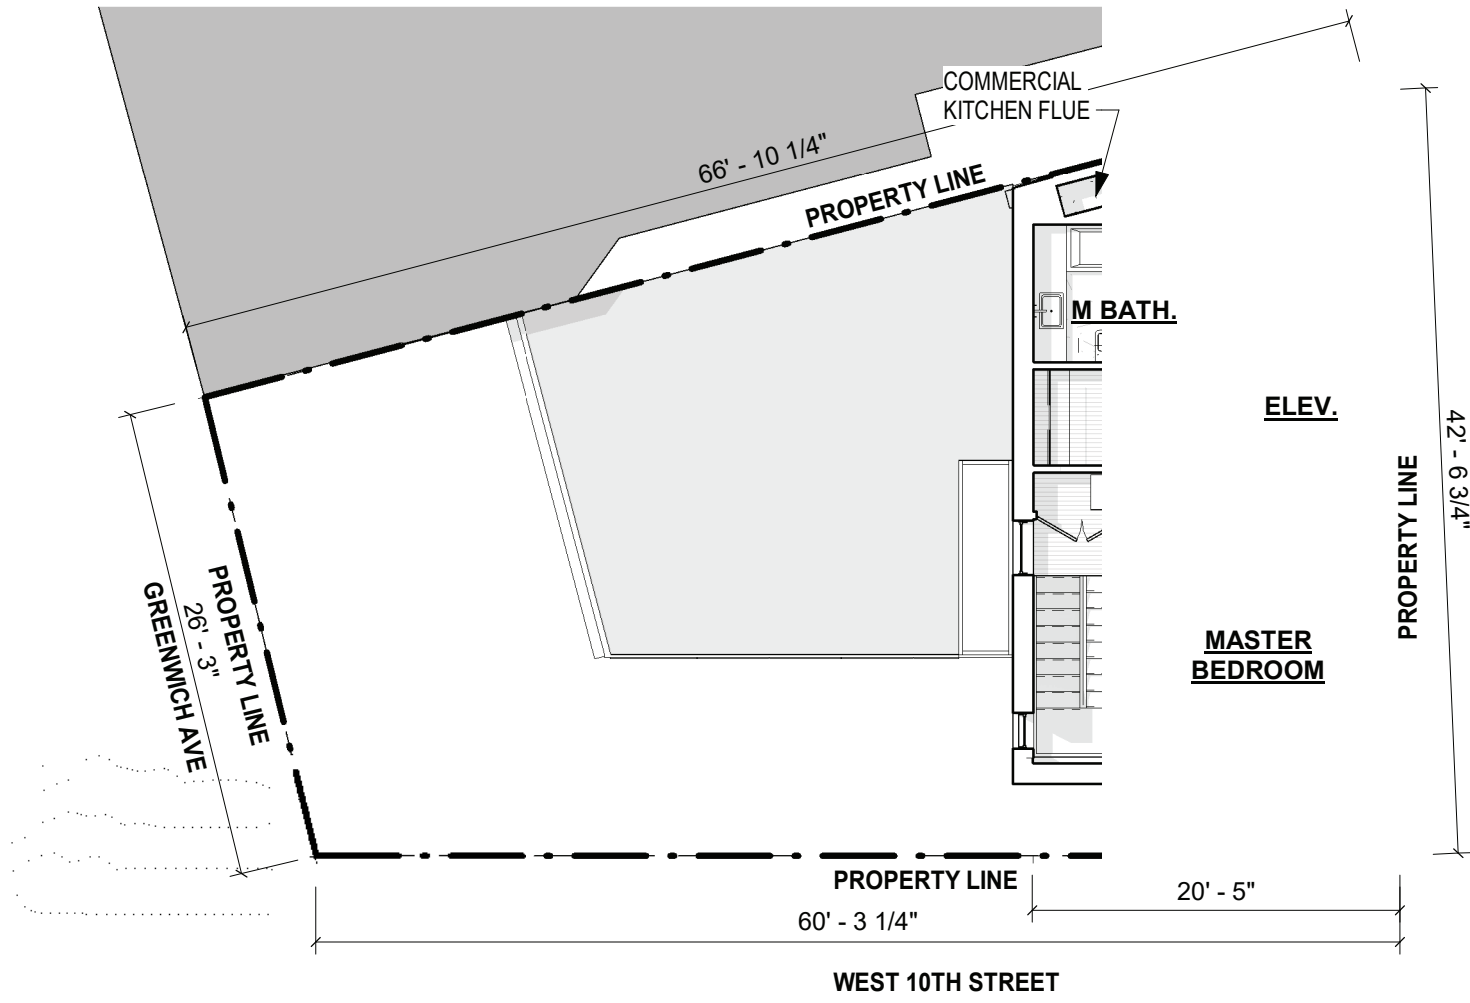 COMMERCIAL
KITCHEN FLUE
66' - 10 1/4"
PROPERTY LINE
M BATH.
ELEV.
42' - 6 3/4"
PROPERTY LINE
MASTER
BEDROOM
PROPERTY LINE
26' - 3"
GREENWICH AVE
PROPERTY LINE
20' - 5"
60' - 3 1/4"
WEST 10TH STREET